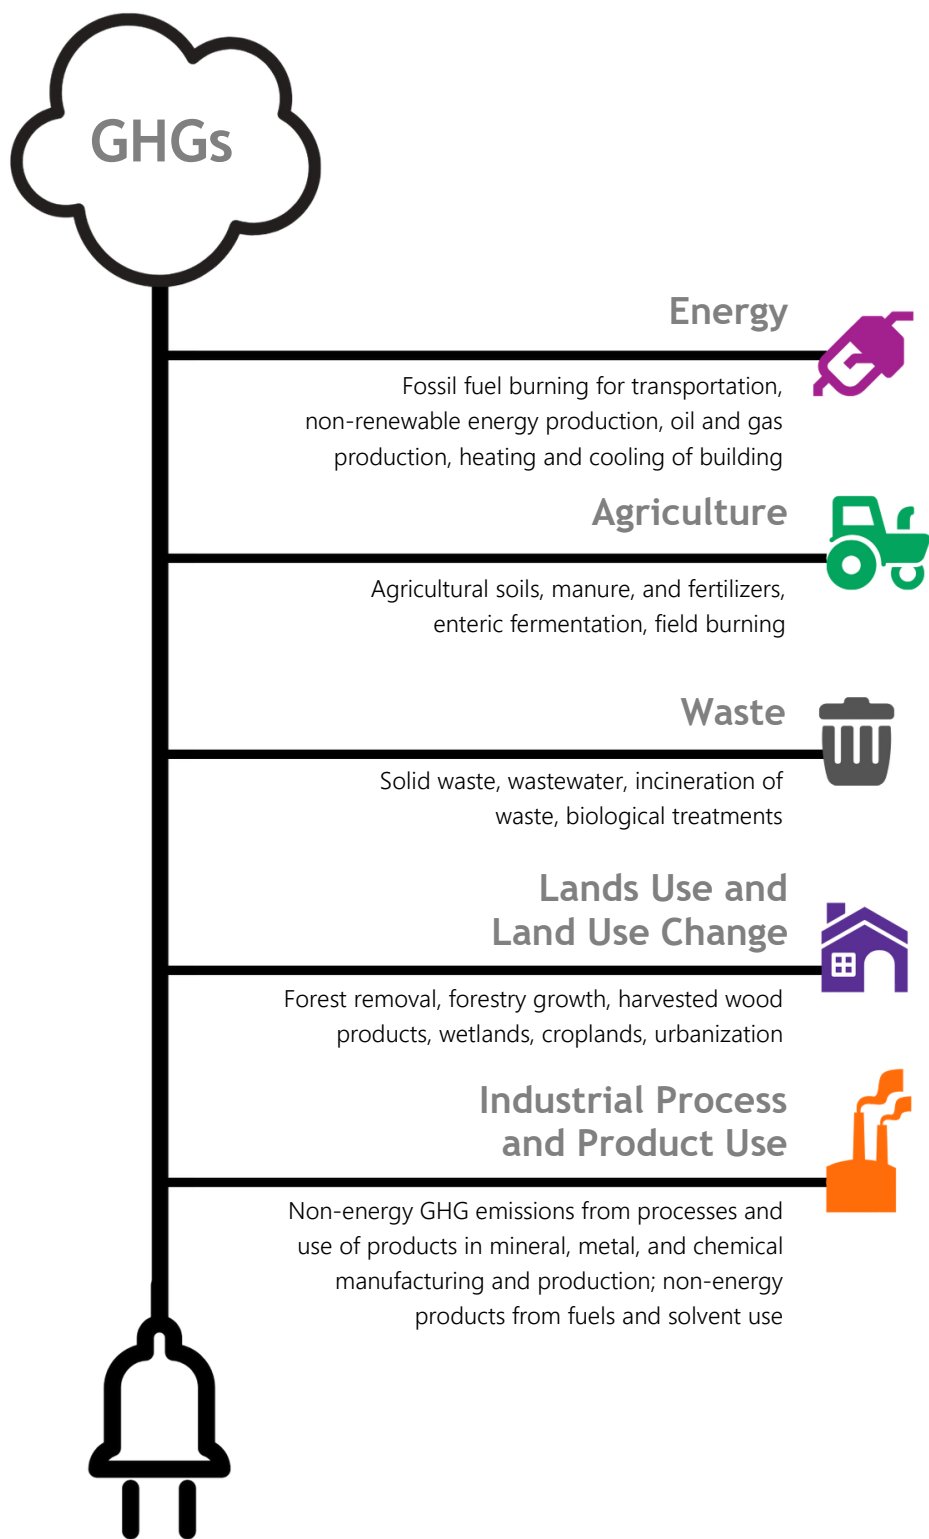 GHGs
Energy
Fossil fuel burning for transportation,
non-renewable energy production, oil and gas
production, heating and cooling of building
Agriculture
Agricultural soils, manure, and fertilizers,
enteric fermentation, field burning
Waste
Solid waste, wastewater, incineration of
waste, biological treatments
Lands Use and
Land Use Change
Forest removal, forestry growth, harvested wood
products, wetlands, croplands, urbanization
Industrial Process
and Product Use
Non-energy GHG emissions from processes and
use of products in mineral, metal, and chemical
manufacturing and production; non-energy
products from fuels and solvent use